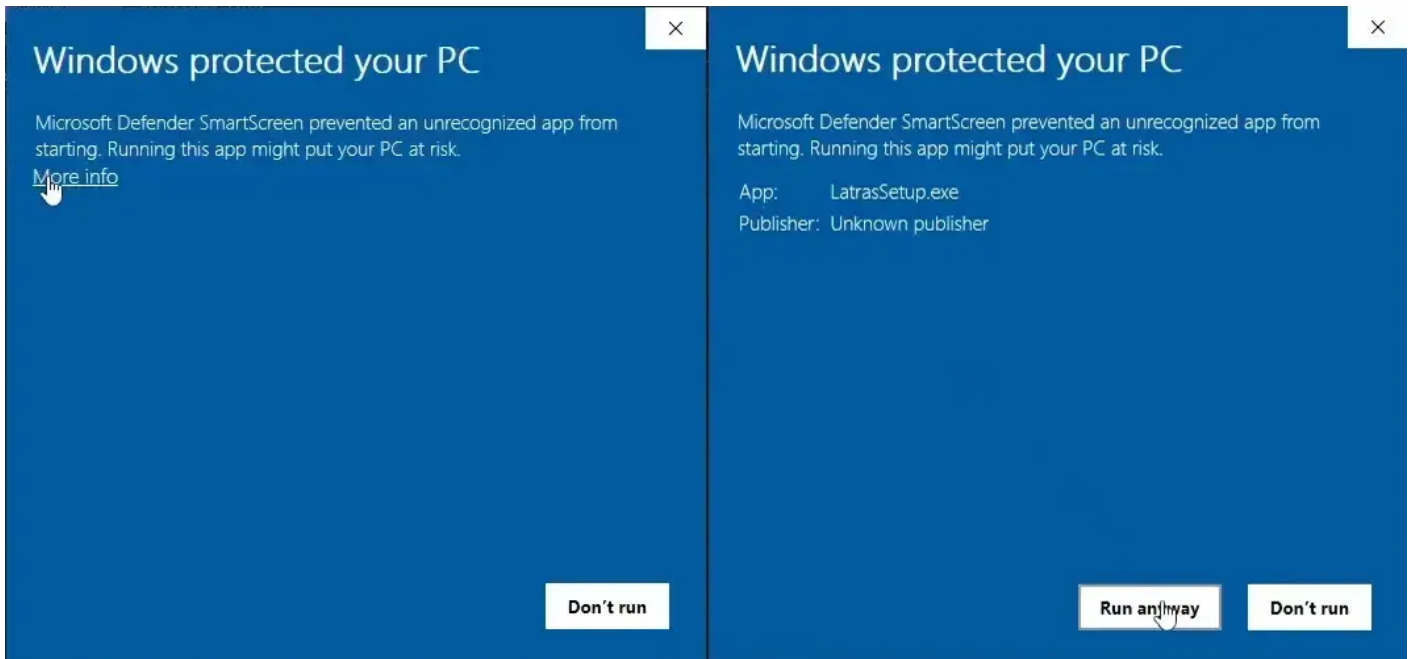 Windows protected your PC
Microsoft Defender SmartScreen prevented an unrecognized app from
starting. Running this app might put your PC at risk.
More info
Don't run
Windows protected your PC
Microsoft Defender SmartScreen prevented an unrecognized app from
starting. Running this app might put your PC at risk.
App: LatrasSetup.exe
Publisher: Unknown publisher
Run anyway Don't run